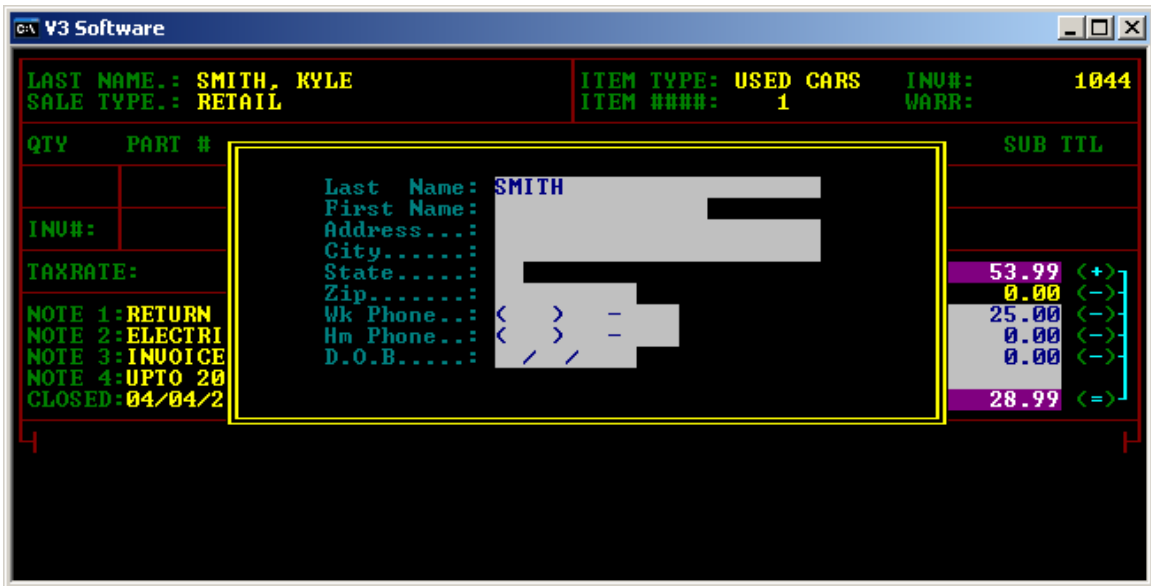 V3 Software
LAST NAME.: SMITH, KYLE ITEM TYPE: USED CARS INV#: 1044
SALE TYPE.: RETAIL ITEM ####: 1 WARR:
QTY PART # SUB TTL
Last Name: SMITH
First Name:
INV#: Address...:
City......:
TAXRATE: State.....: 53.99 (+)
Zip.......: 0.00 (-)
NOTE 1:RETURN Wk Phone..: ( ) - 25.00 (-)
NOTE 2:ELECTRI Hm Phone..: ( ) - 0.00 (-)
NOTE 3:INVOICE D.O.B.....: / / 0.00 (-)
NOTE 4:UPTO 20
CLOSED:04/04/2 28.99 (=)